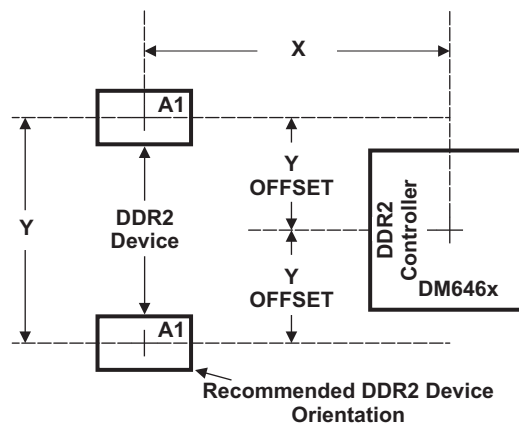 X
A1
Y
OFFSET
Y
DDR2
Device
DDR2
Controller
DM646x
Y
OFFSET
A1
Recommended DDR2 Device
Orientation